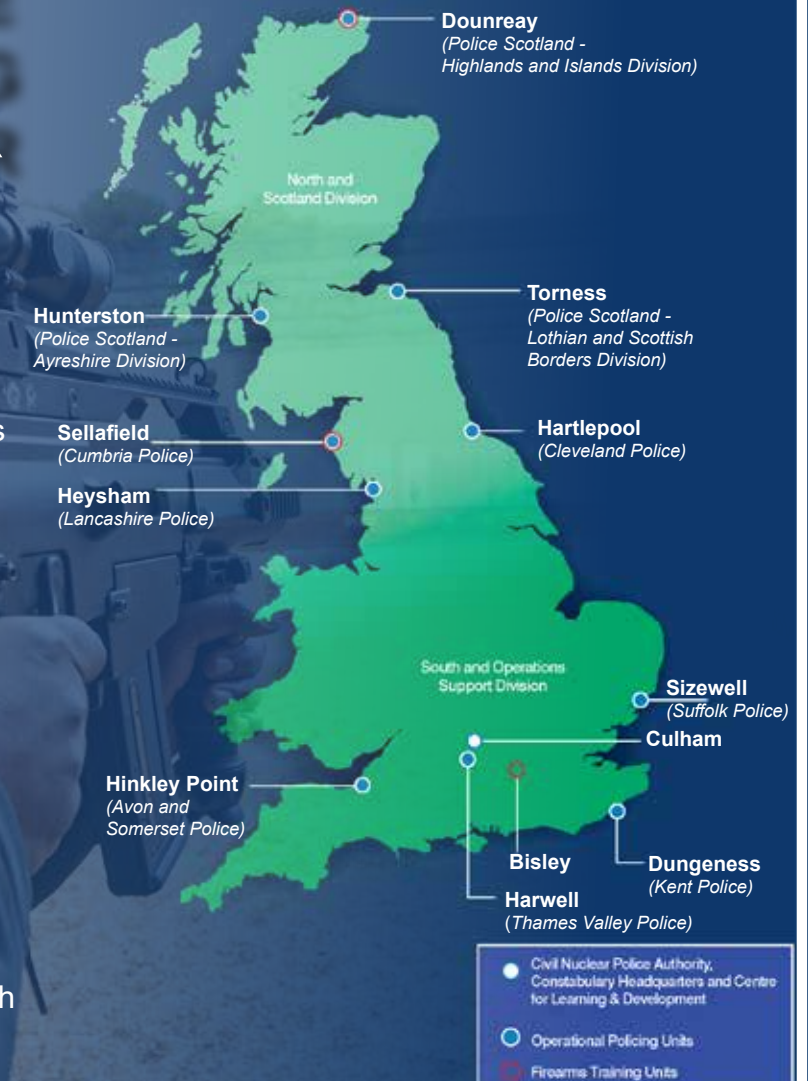 Dounreay
(Police Scotland -
Highlands and Islands Division)
North and
Scotland Division
Torness
(Police Scotland -
Lothian and Scottish
Borders Division)
Hunterston
(Police Scotland -
Ayreshire Division)
Hartlepool
(Cleveland Police)
s
Sellafield
(Cumbria Police)
Heysham
(Lancashire Police)
South and Operations
Support Division
Sizewell
(Suffolk Police)
Culham
Hinkley Point
(Avon and
Somerset Police)
Bisley
Dungeness
(Kent Police)
Harwell
(Thames Valley Police)
h
Civil Nuclear Police Authority,
Constabulary Headquarters and Centre
for Learning & Development
Operational Policing Units
Firearms Training Units